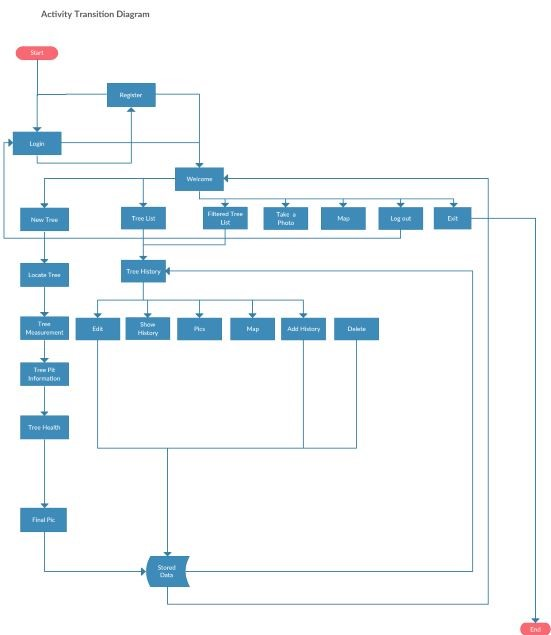 Activity Transition Diagram
Start
Register
Login
Welcome
New Tree
Tree List
Filtered Tree
List
Take a
Photo
Map
Log out
Exit
Locate Tree
Tree History
Tree
Measurement
Edit
Show
History
Pics
Map
Add History
Delete
Tree Pit
Information
Tree Health
Final Pic
Stored
Data
End